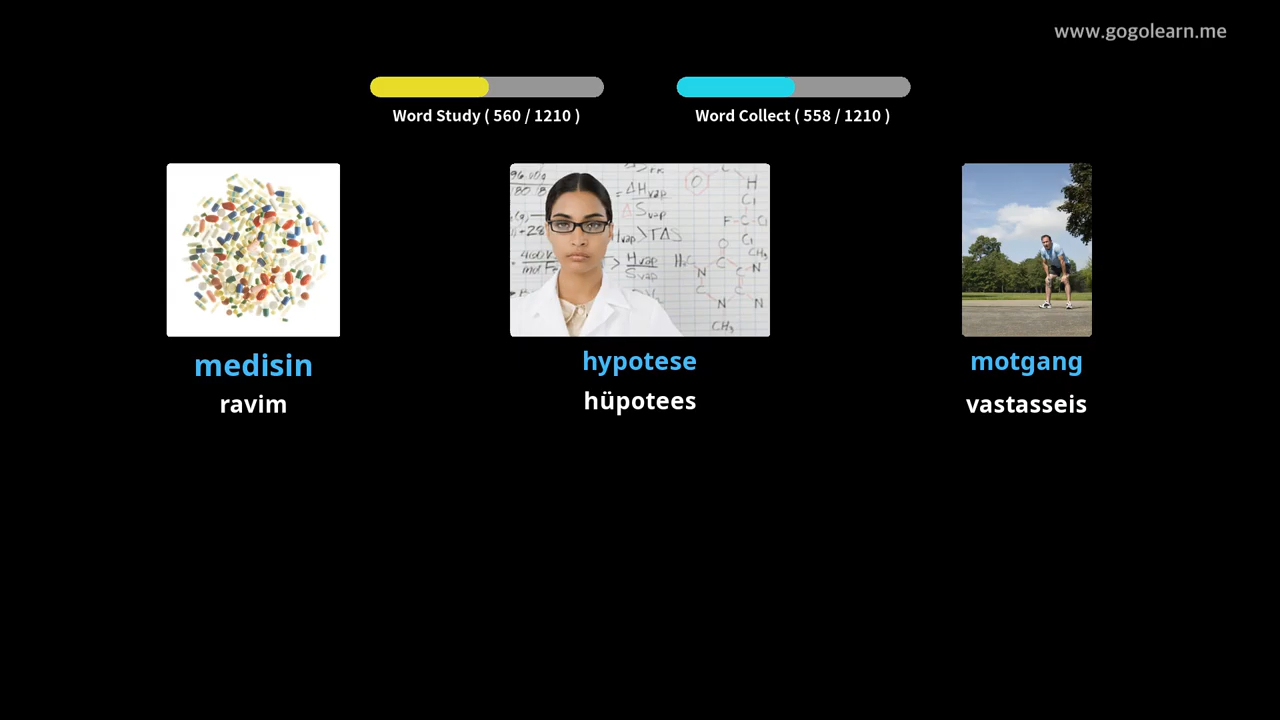 www.gogolearn.me
Word Study ( 560 / 1210 )
Word Collect ( 558 / 1210 )
medisin
hypotese
motgang
ravim
hüpotees
vastasseis